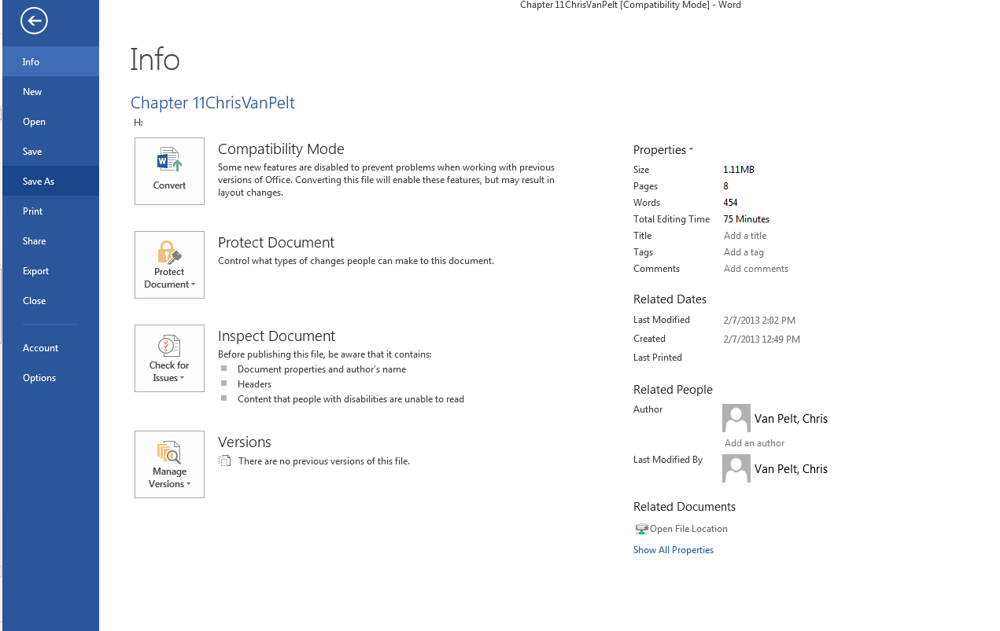 Chapter 11ChrisVanPelt [Compatibility Mode] - Word
Info
New
Open
Save
Save As
Print
Share
Export
Close
Account
Options
Info
Chapter 11ChrisVanPelt
H:
Convert
Compatibility Mode
Some new features are disabled to prevent problems when working with previous
versions of Office. Converting this file will enable these features, but may result in
layout changes.
Protect
Document
Protect Document
Control what types of changes people can make to this document.
Check for
Issues
Inspect Document
Before publishing this file, be aware that it contains:
Document properties and author's name
Headers
Content that people with disabilities are unable to read
Manage
Versions
Versions
There are no previous versions of this file.
Properties
Size 1.11MB
Pages 8
Words 454
Total Editing Time 75 Minutes
Title Add a title
Tags Add a tag
Comments Add comments
Related Dates
Last Modified 2/7/2013 2:02 PM
Created 2/7/2013 12:49 PM
Last Printed
Related People
Author Van Pelt, Chris
Add an author
Last Modified By Van Pelt, Chris
Related Documents
Open File Location
Show All Properties